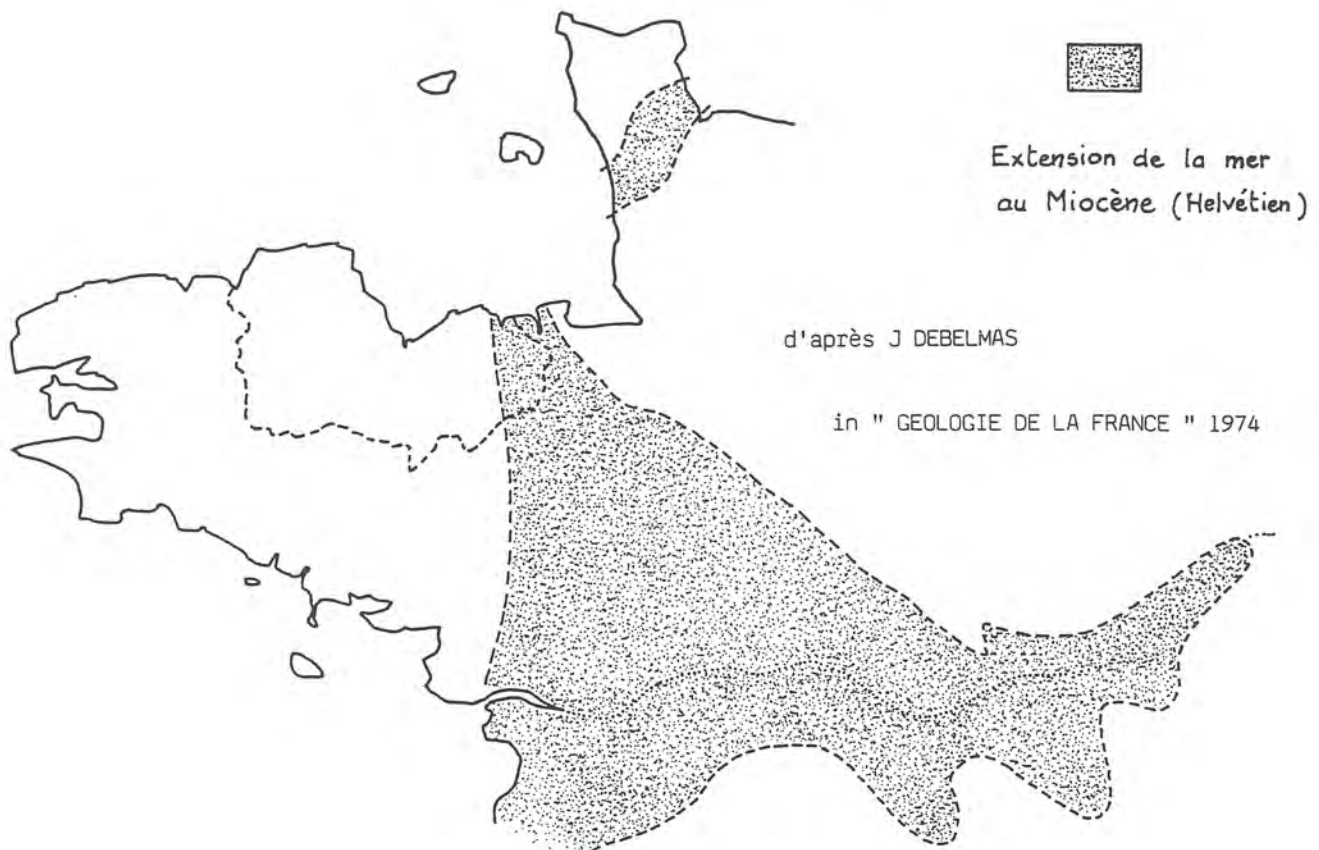 Extension de la mer
au Miocène (Helvétien)
d'après J DEBELMAS
in " GEOLOGIE DE LA FRANCE " 1974